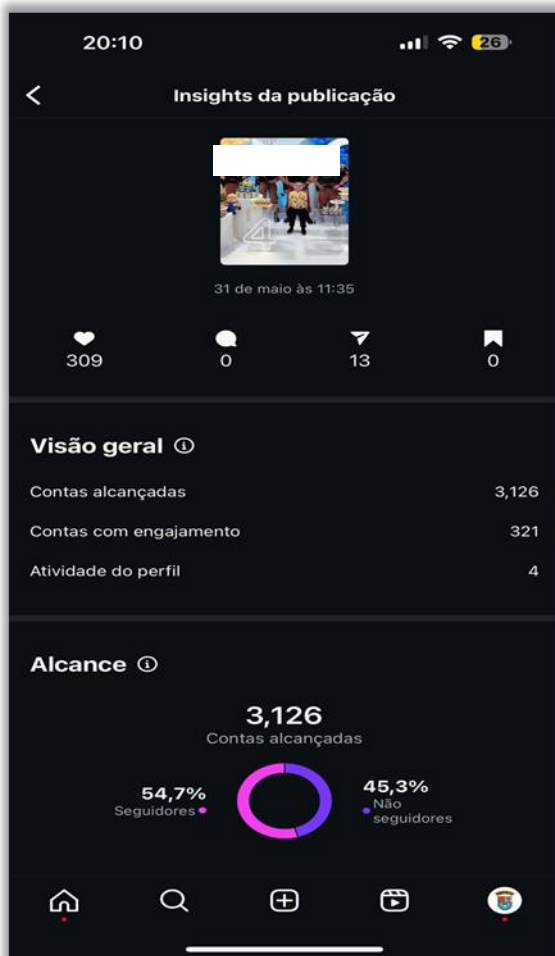 20:10
26
Insights da publicação
4
31 de maio às 11:35
309
0
13
0
Visão geral
Contas alcançadas
3,126
Contas com engajamento
321
Atividade do perfil
4
Alcance
3,126
Contas alcançadas
54,7%
Seguidores
45,3%
Não
seguidores